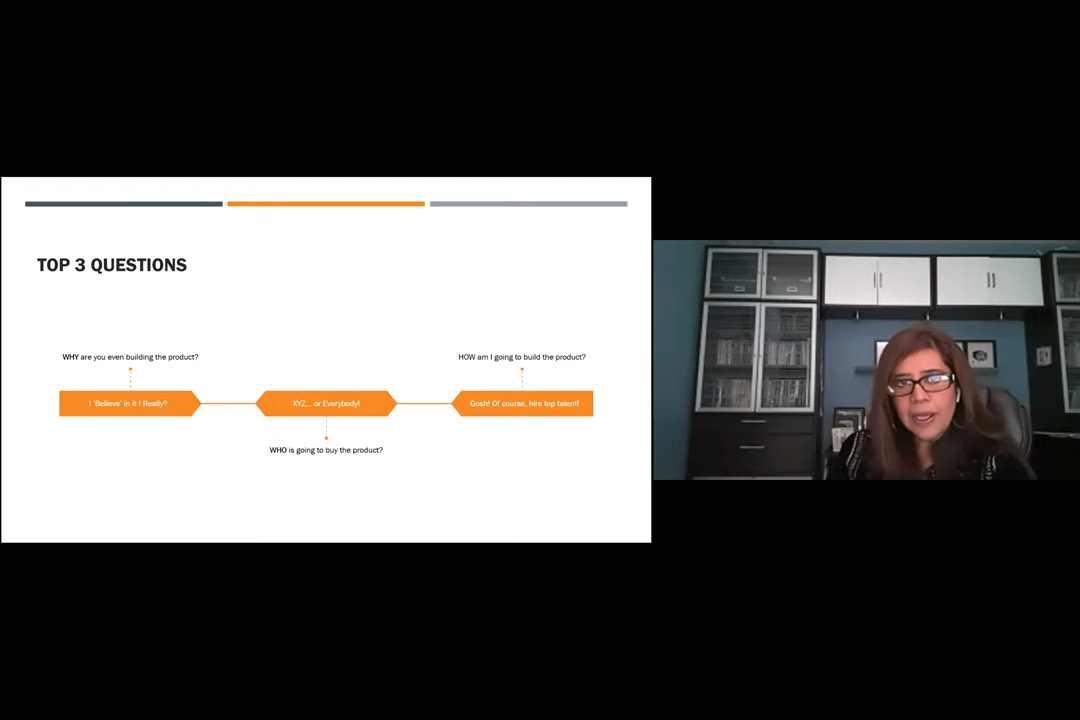 TOP 3 QUESTIONS
WHY are you even building the product?
HOW am I going to build the product?
I 'Believe' in it ! Really?
XYZ... or Everybody!
Gosh! Of course, hire top talent!
WHO is going to buy the product?